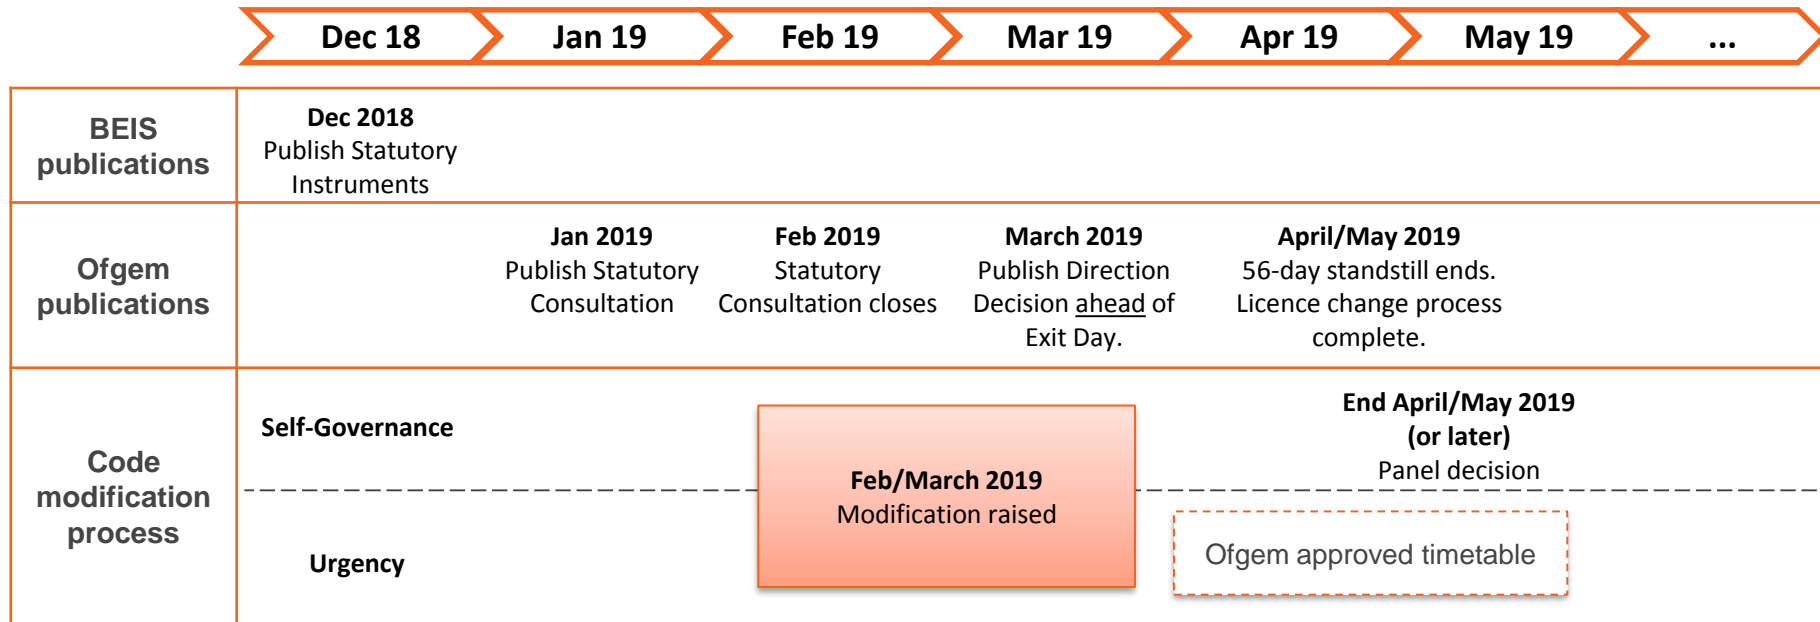 Dec 18
Jan 19
Feb 19
Mar 19
Apr 19
May 19
...
BEIS
publications
Dec 2018
Publish Statutory
Instruments
Ofgem
publications
Jan 2019
Publish Statutory
Consultation
Feb 2019
Statutory
Consultation closes
March 2019
Publish Direction
Decision ahead of
Exit Day.
April/May 2019
56-day standstill ends.
Licence change process
complete.
Code
modification
process
Self-Governance
Urgency
Feb/March 2019
Modification raised
End April/May 2019
(or later)
Panel decision
Ofgem approved timetable